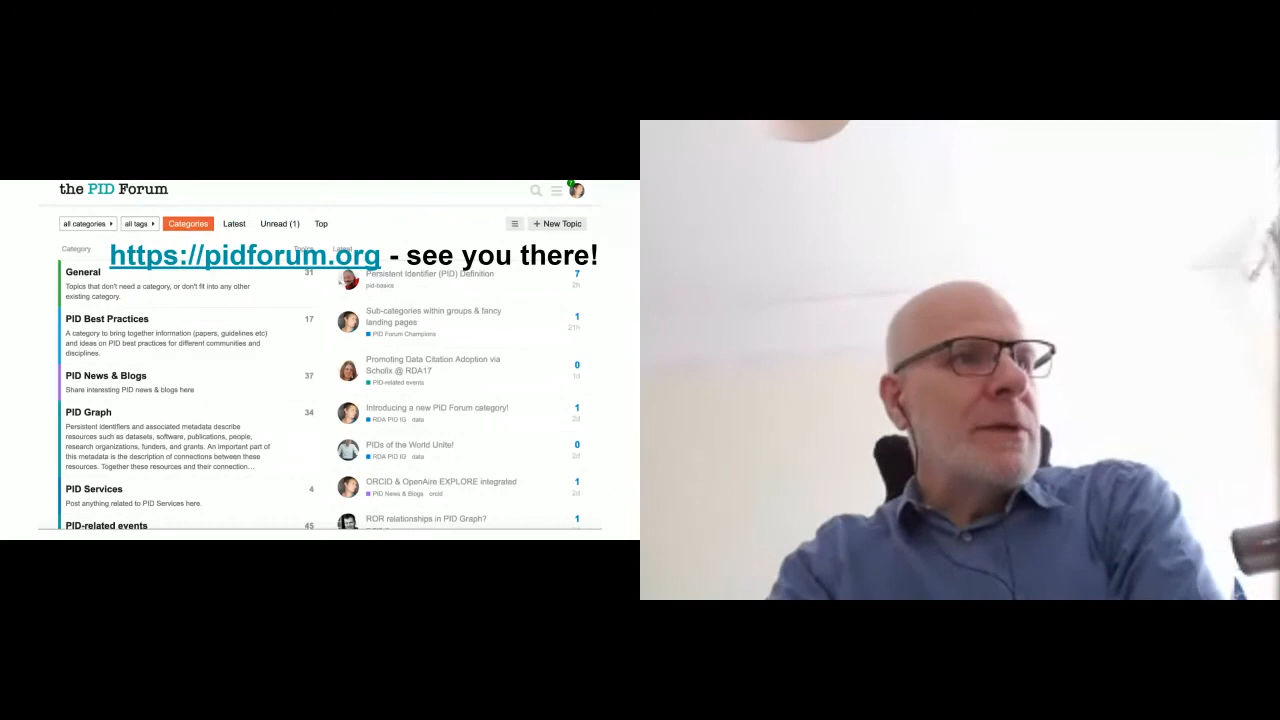 the PID Forum
all categories
all tags
Categories
Latest
Unread (1)
Top
New Topic
Category
https://pidforum.org - see you there!
General
31
Topics that don't need a category, or don't fit into any other
existing category.
PID Best Practices
17
A category to bring together information (papers, guidelines etc)
and ideas on PID best practices for different communities and
disciplines.
PID News & Blogs
37
Share interesting PID news & blogs here
PID Graph
34
Persistent identifiers and associated metadata describe
resources such as datasets, software, publications, people,
research organizations, funders, and grants. An important part of
this metadata is the description of connections between these
resources. Together these resources and their connection…
PID Services
4
Post anything related to PID Services here.
PID-related events
45
Persistent Identifier (PID) Definition
7
pid-basics
2h
Sub-categories within groups & fancy
landing pages
1
PID Forum Champions
21h
Promoting Data Citation Adoption via
Scholix @ RDA17
0
PID-related events
1d
Introducing a new PID Forum category!
1
RDA PID IG data
2d
PIDs of the World Unite!
0
RDA PID IG data
2d
ORCID & OpenAire EXPLORE integrated
1
PID News & Blogs orcid
2d
ROR relationships in PID Graph?
1